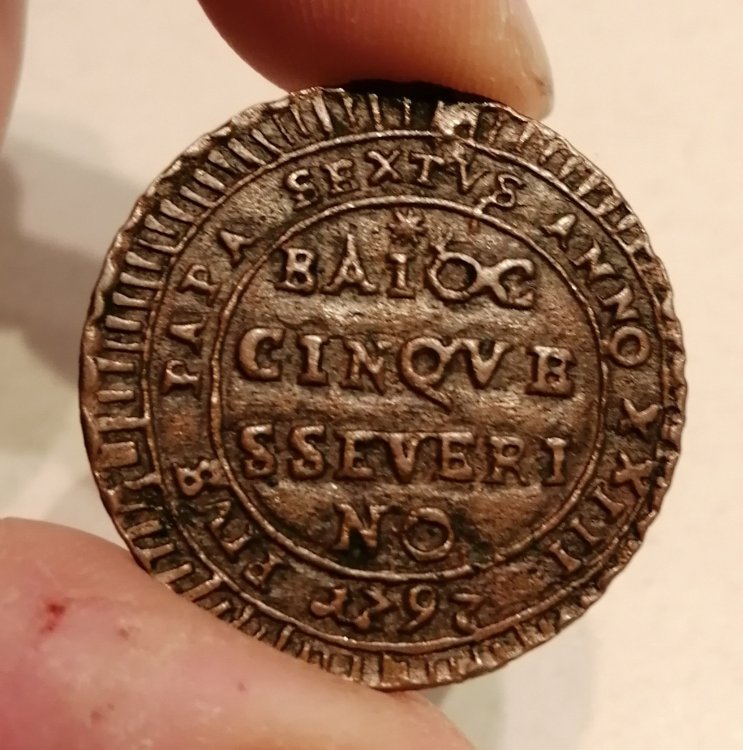 PIVS PAPA SEXTVS ANNO XXIII
1797
BAIOC
CINQVE
SSEVERI
NO